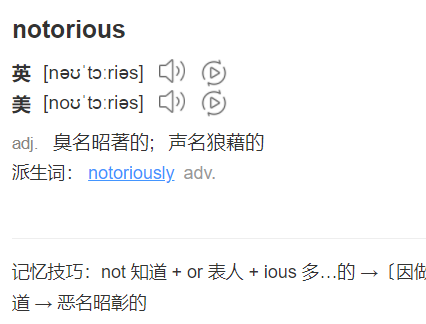 notorious
英 [nəʊˈtɔːriəs]
美 [noʊˈtɔːriəs]
adj. 臭名昭著的；声名狼藉的
派生词： notoriously adv.
记忆技巧：not 知道 + or 表人 + ious 多…的 →〔因做
道 → 恶名昭彰的